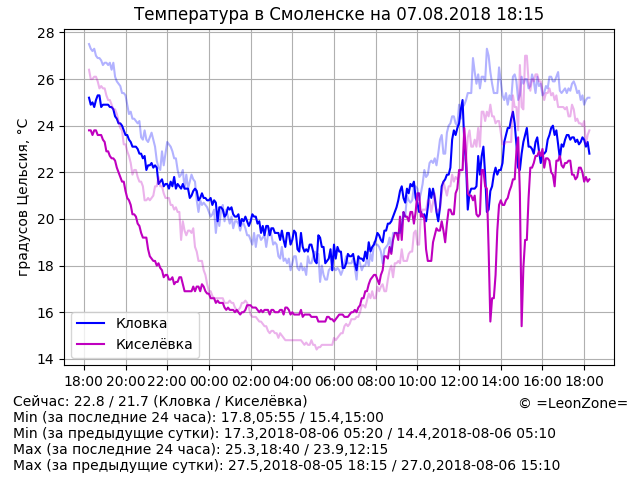 Температура в Смоленске на 07.08.2018 18:15
28
26
24
22
20
18
16
14
градусов Цельсия, °C
Кловка
Киселёвка
18:00 20:00 22:00 00:00 02:00 04:00 06:00 08:00 10:00 12:00 14:00 16:00 18:00
Сейчас: 22.8 / 21.7 (Кловка / Киселёвка)
© =LeonZone=
Min (за последние 24 часа): 17.8,05:55 / 15.4,15:00
Min (за предыдущие сутки): 17.3,2018-08-06 05:20 / 14.4,2018-08-06 05:10
Max (за последние 24 часа): 25.3,18:40 / 23.9,12:15
Max (за предыдущие сутки): 27.5,2018-08-05 18:15 / 27.0,2018-08-06 15:10